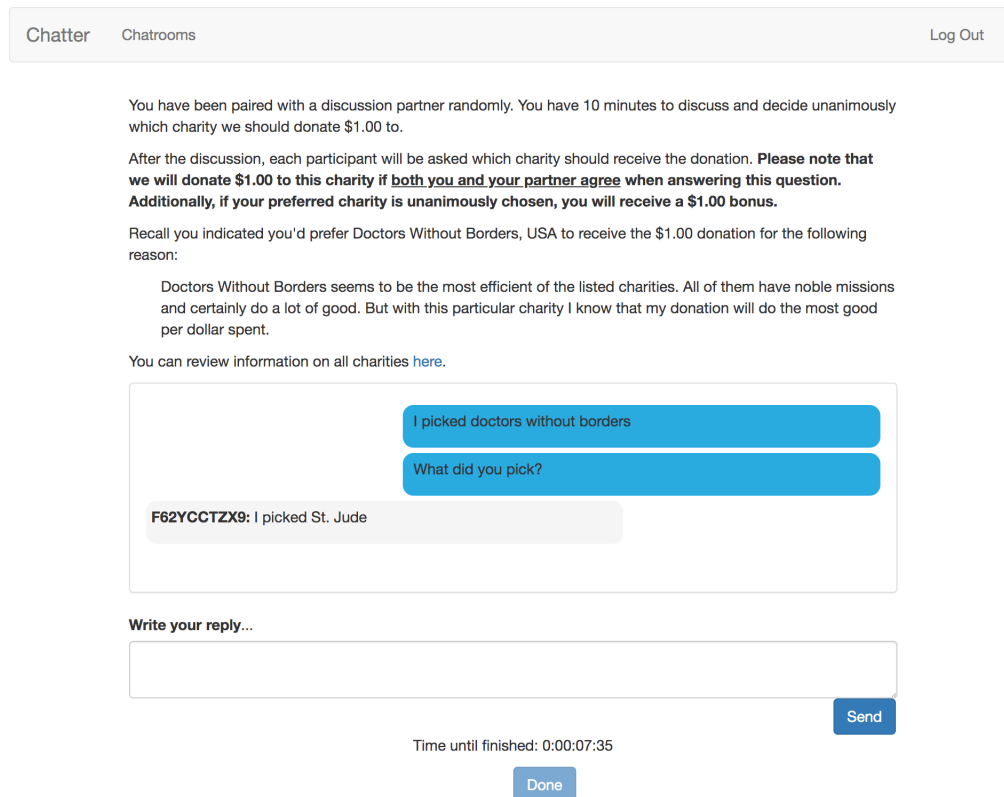 Chatter Chatrooms Log Out
You have been paired with a discussion partner randomly. You have 10 minutes to discuss and decide unanimously
which charity we should donate $1.00 to.
After the discussion, each participant will be asked which charity should receive the donation. Please note that
we will donate $1.00 to this charity if both you and your partner agree when answering this question.
Additionally, if your preferred charity is unanimously chosen, you will receive a $1.00 bonus.
Recall you indicated you'd prefer Doctors Without Borders, USA to receive the $1.00 donation for the following
reason:
Doctors Without Borders seems to be the most efficient of the listed charities. All of them have noble missions
and certainly do a lot of good. But with this particular charity I know that my donation will do the most good
per dollar spent.
You can review information on all charities here.
I picked doctors without borders
What did you pick?
F62YCCTZX9: I picked St. Jude
Write your reply...
Send
Time until finished: 0:00:07:35
Done